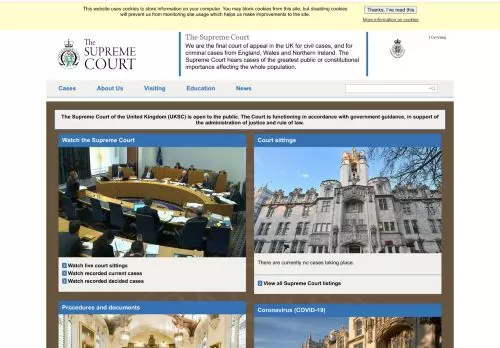 This website uses cookies to store information on your computer. You may block cookies from this site, but disabling cookies
will prevent us from monitoring site usage which helps us make improvements to the site.
Thanks, I've read this
More information on cookies
The
SUPREME
COURT
The Supreme Court
We are the final court of appeal in the UK for civil cases, and for
criminal cases from England, Wales and Northern Ireland. The
Supreme Court hears cases of the greatest public or constitutional
importance affecting the whole population.
| Cymraeg
Cases About Us Visiting Education News
The Supreme Court of the United Kingdom (UKSC) is open to the public. The Court is functioning in accordance with government guidance, in support of
the administration of justice and rule of law.
Watch the Supreme Court
Watch live court sittings
Watch recorded current cases
Watch recorded decided cases
Court sittings
There are currently no cases taking place.
View all Supreme Court listings
Procedures and documents
Coronavirus (COVID-19)